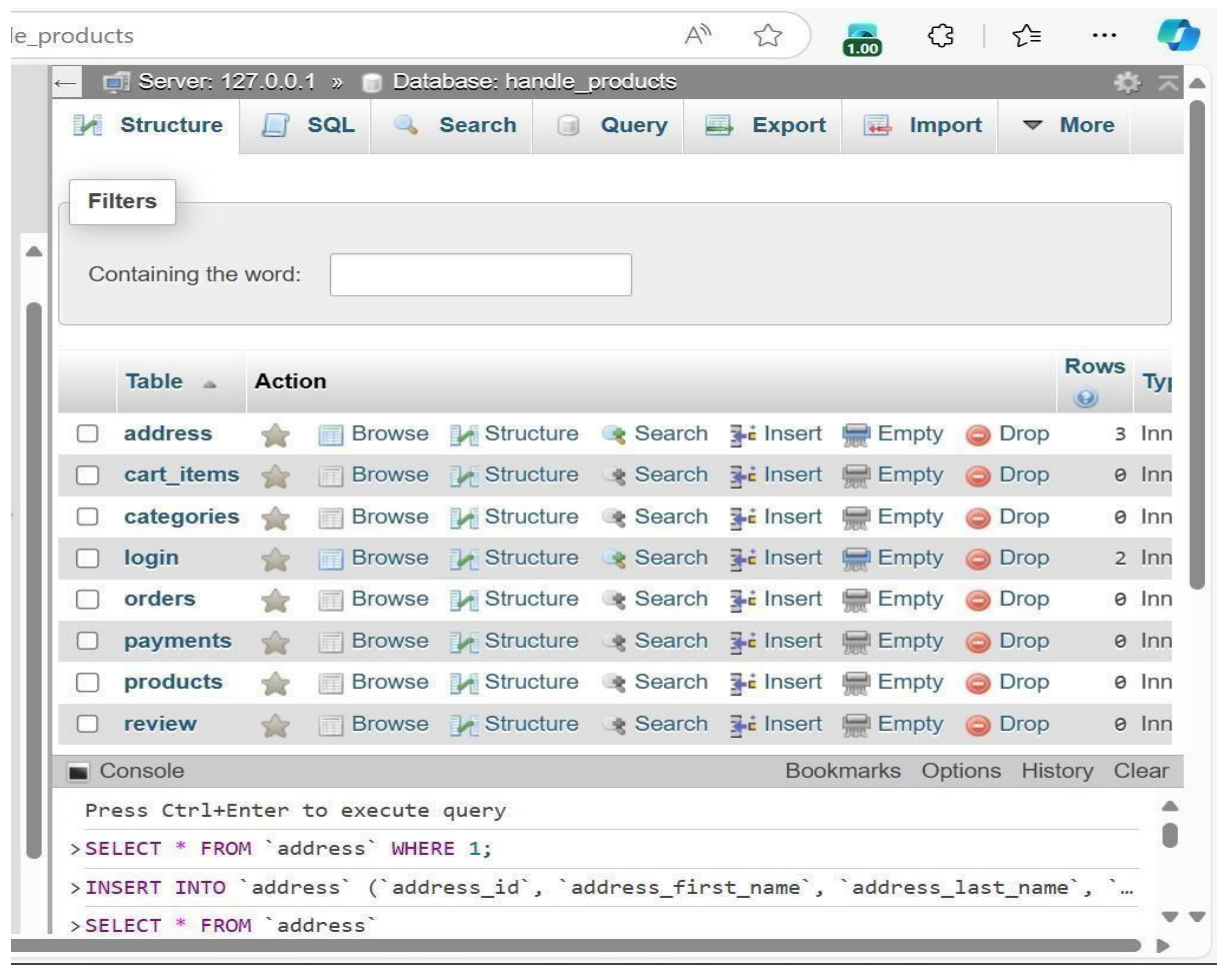 le_products
1.00
Server: 127.0.0.1 » Database: handle_products
Structure SQL Search Query Export Import More
Filters
Containing the word:
Table Action Rows Typ
address Browse Structure Search Insert Empty Drop 3 Inn
cart_items Browse Structure Search Insert Empty Drop 0 Inn
categories Browse Structure Search Insert Empty Drop 0 Inn
login Browse Structure Search Insert Empty Drop 2 Inn
orders Browse Structure Search Insert Empty Drop 0 Inn
payments Browse Structure Search Insert Empty Drop 0 Inn
products Browse Structure Search Insert Empty Drop 0 Inn
review Browse Structure Search Insert Empty Drop 0 Inn
Console Bookmarks Options History Clear
Press Ctrl+Enter to execute query
>SELECT * FROM `address` WHERE 1;
>INSERT INTO `address` (`address_id`, `address_first_name`, `address_last_name`, `…
>SELECT * FROM `address`